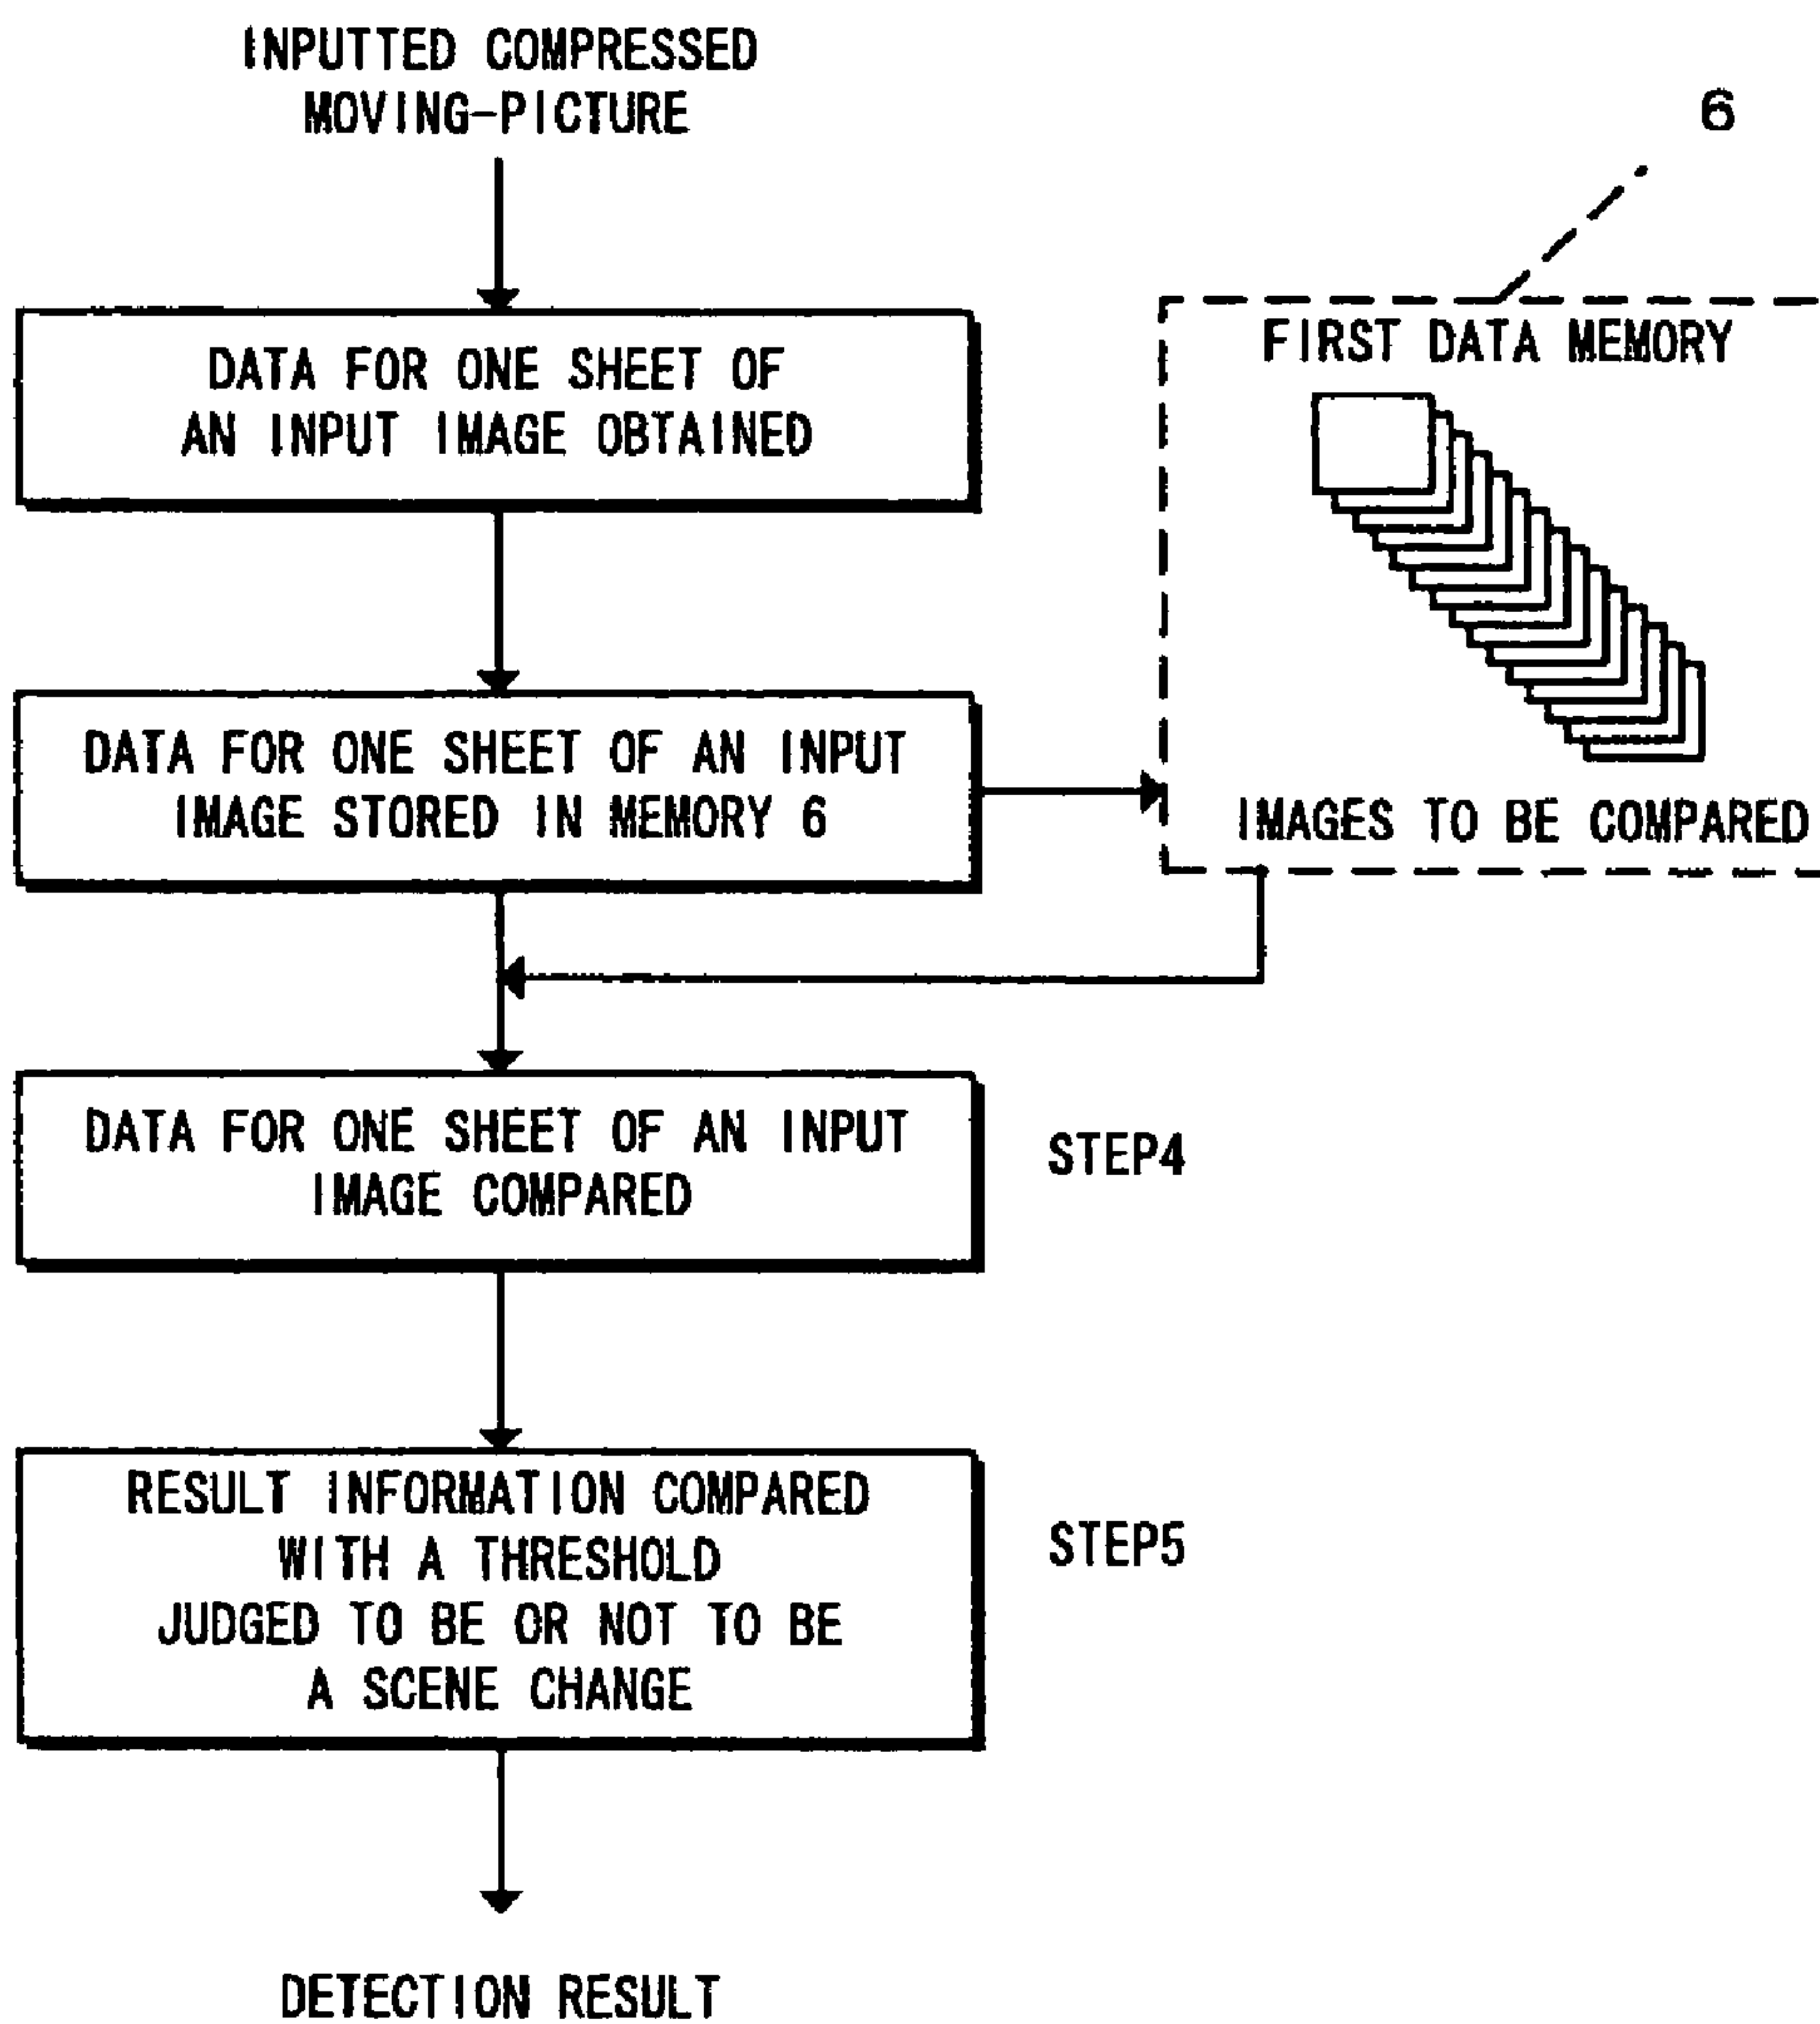 INPUTTED COMPRESSED
MOVING-PICTURE
6
DATA FOR ONE SHEET OF
AN INPUT IMAGE OBTAINED
FIRST DATA MEMORY
DATA FOR ONE SHEET OF AN INPUT
IMAGE STORED IN MEMORY 6
IMAGES TO BE COMPARED
DATA FOR ONE SHEET OF AN INPUT
IMAGE COMPARED
STEP4
RESULT INFORMATION COMPARED
WITH A THRESHOLD
JUDGED TO BE OR NOT TO BE
A SCENE CHANGE
STEP5
DETECTION RESULT